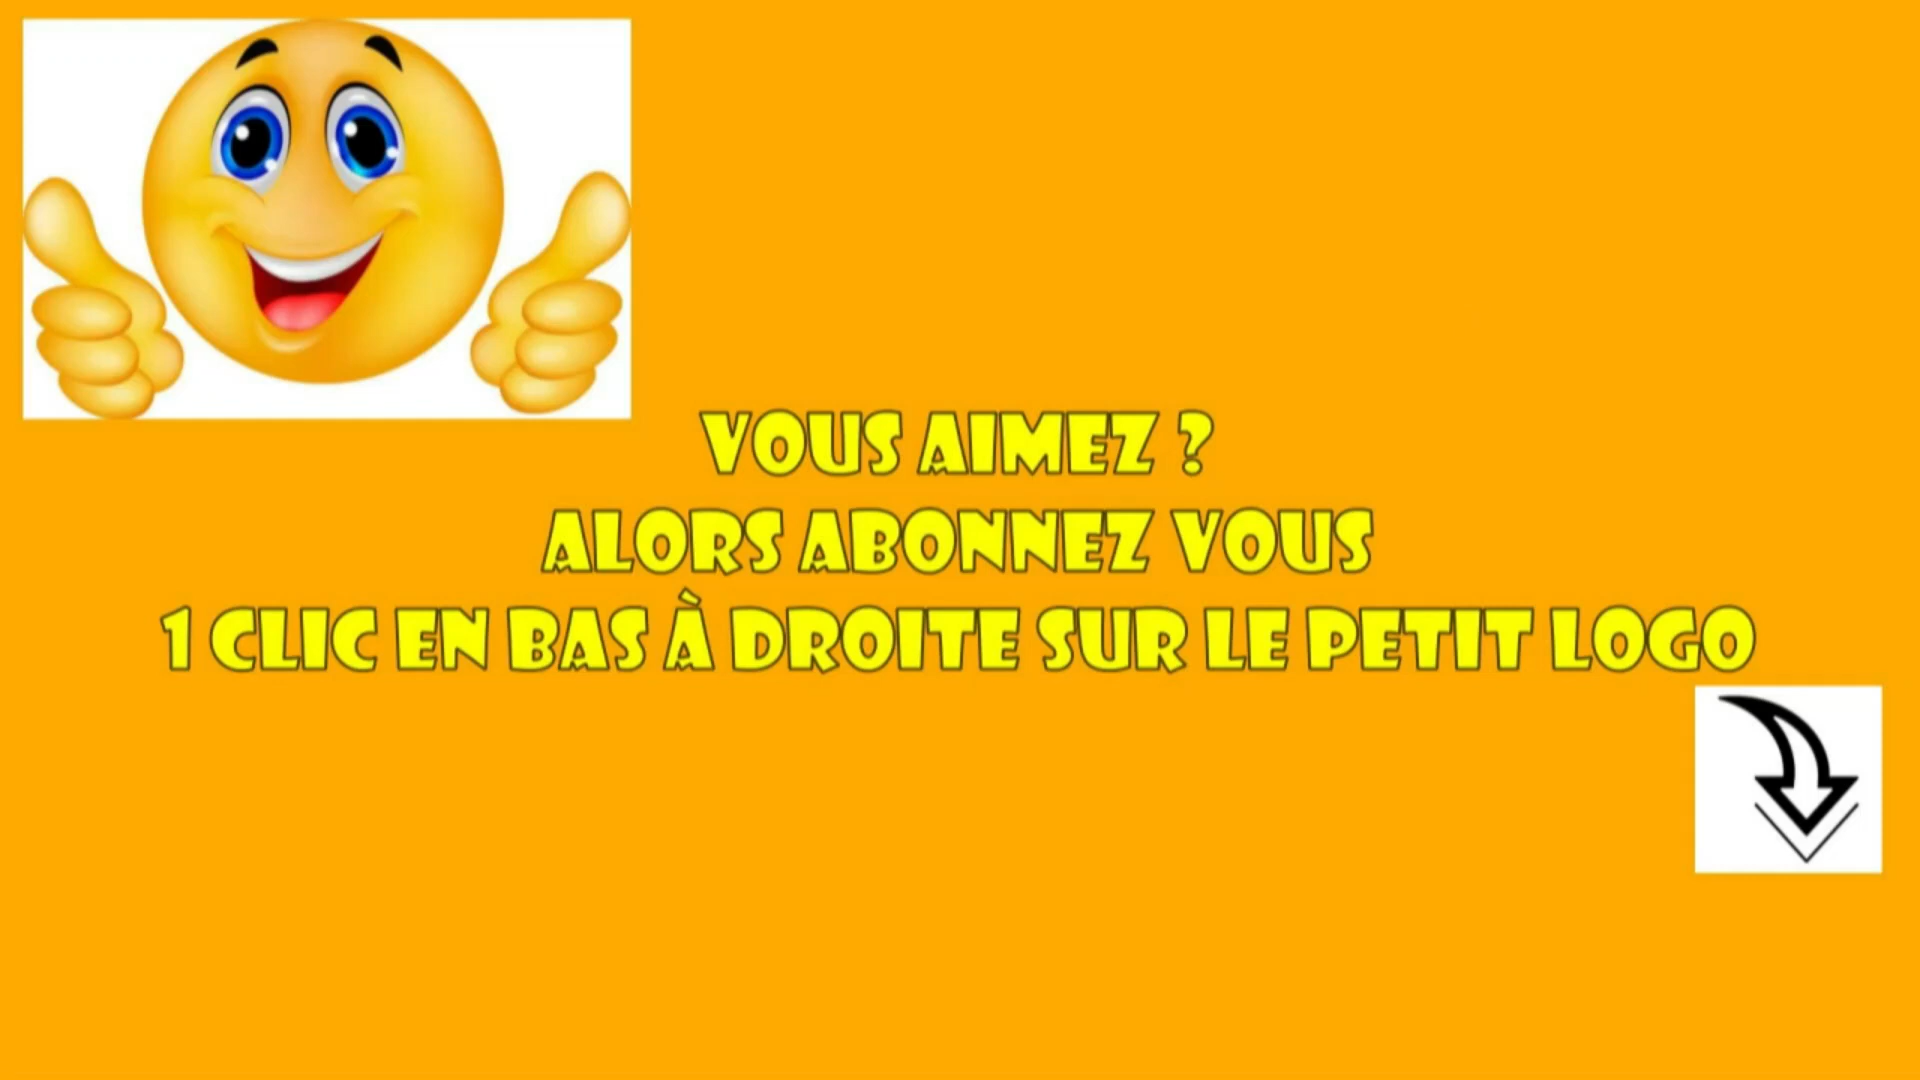 VOUS AIMEZ ?
ALORS ABONNEZ VOUS
1 CLIC EN BAS À DROITE SUR LE PETIT LOGO